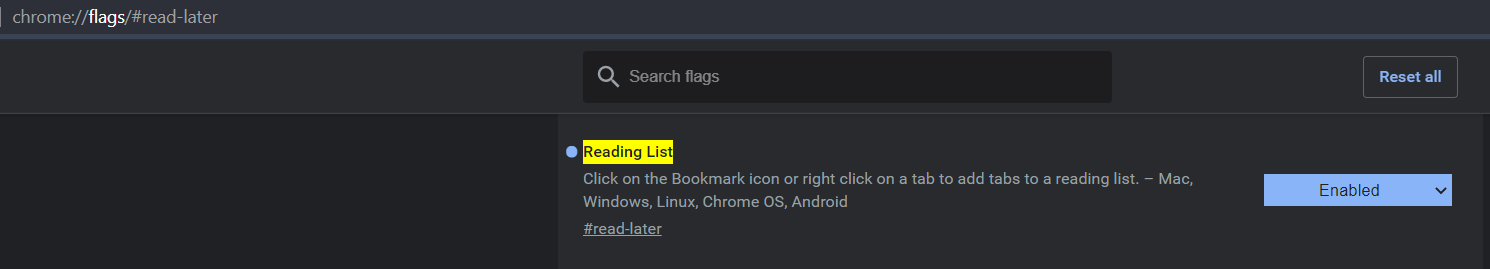 chrome://flags/#read-later
Search flags
Reset all
Reading List
Click on the Bookmark icon or right click on a tab to add tabs to a reading list. – Mac,
Windows, Linux, Chrome OS, Android
#read-later
Enabled